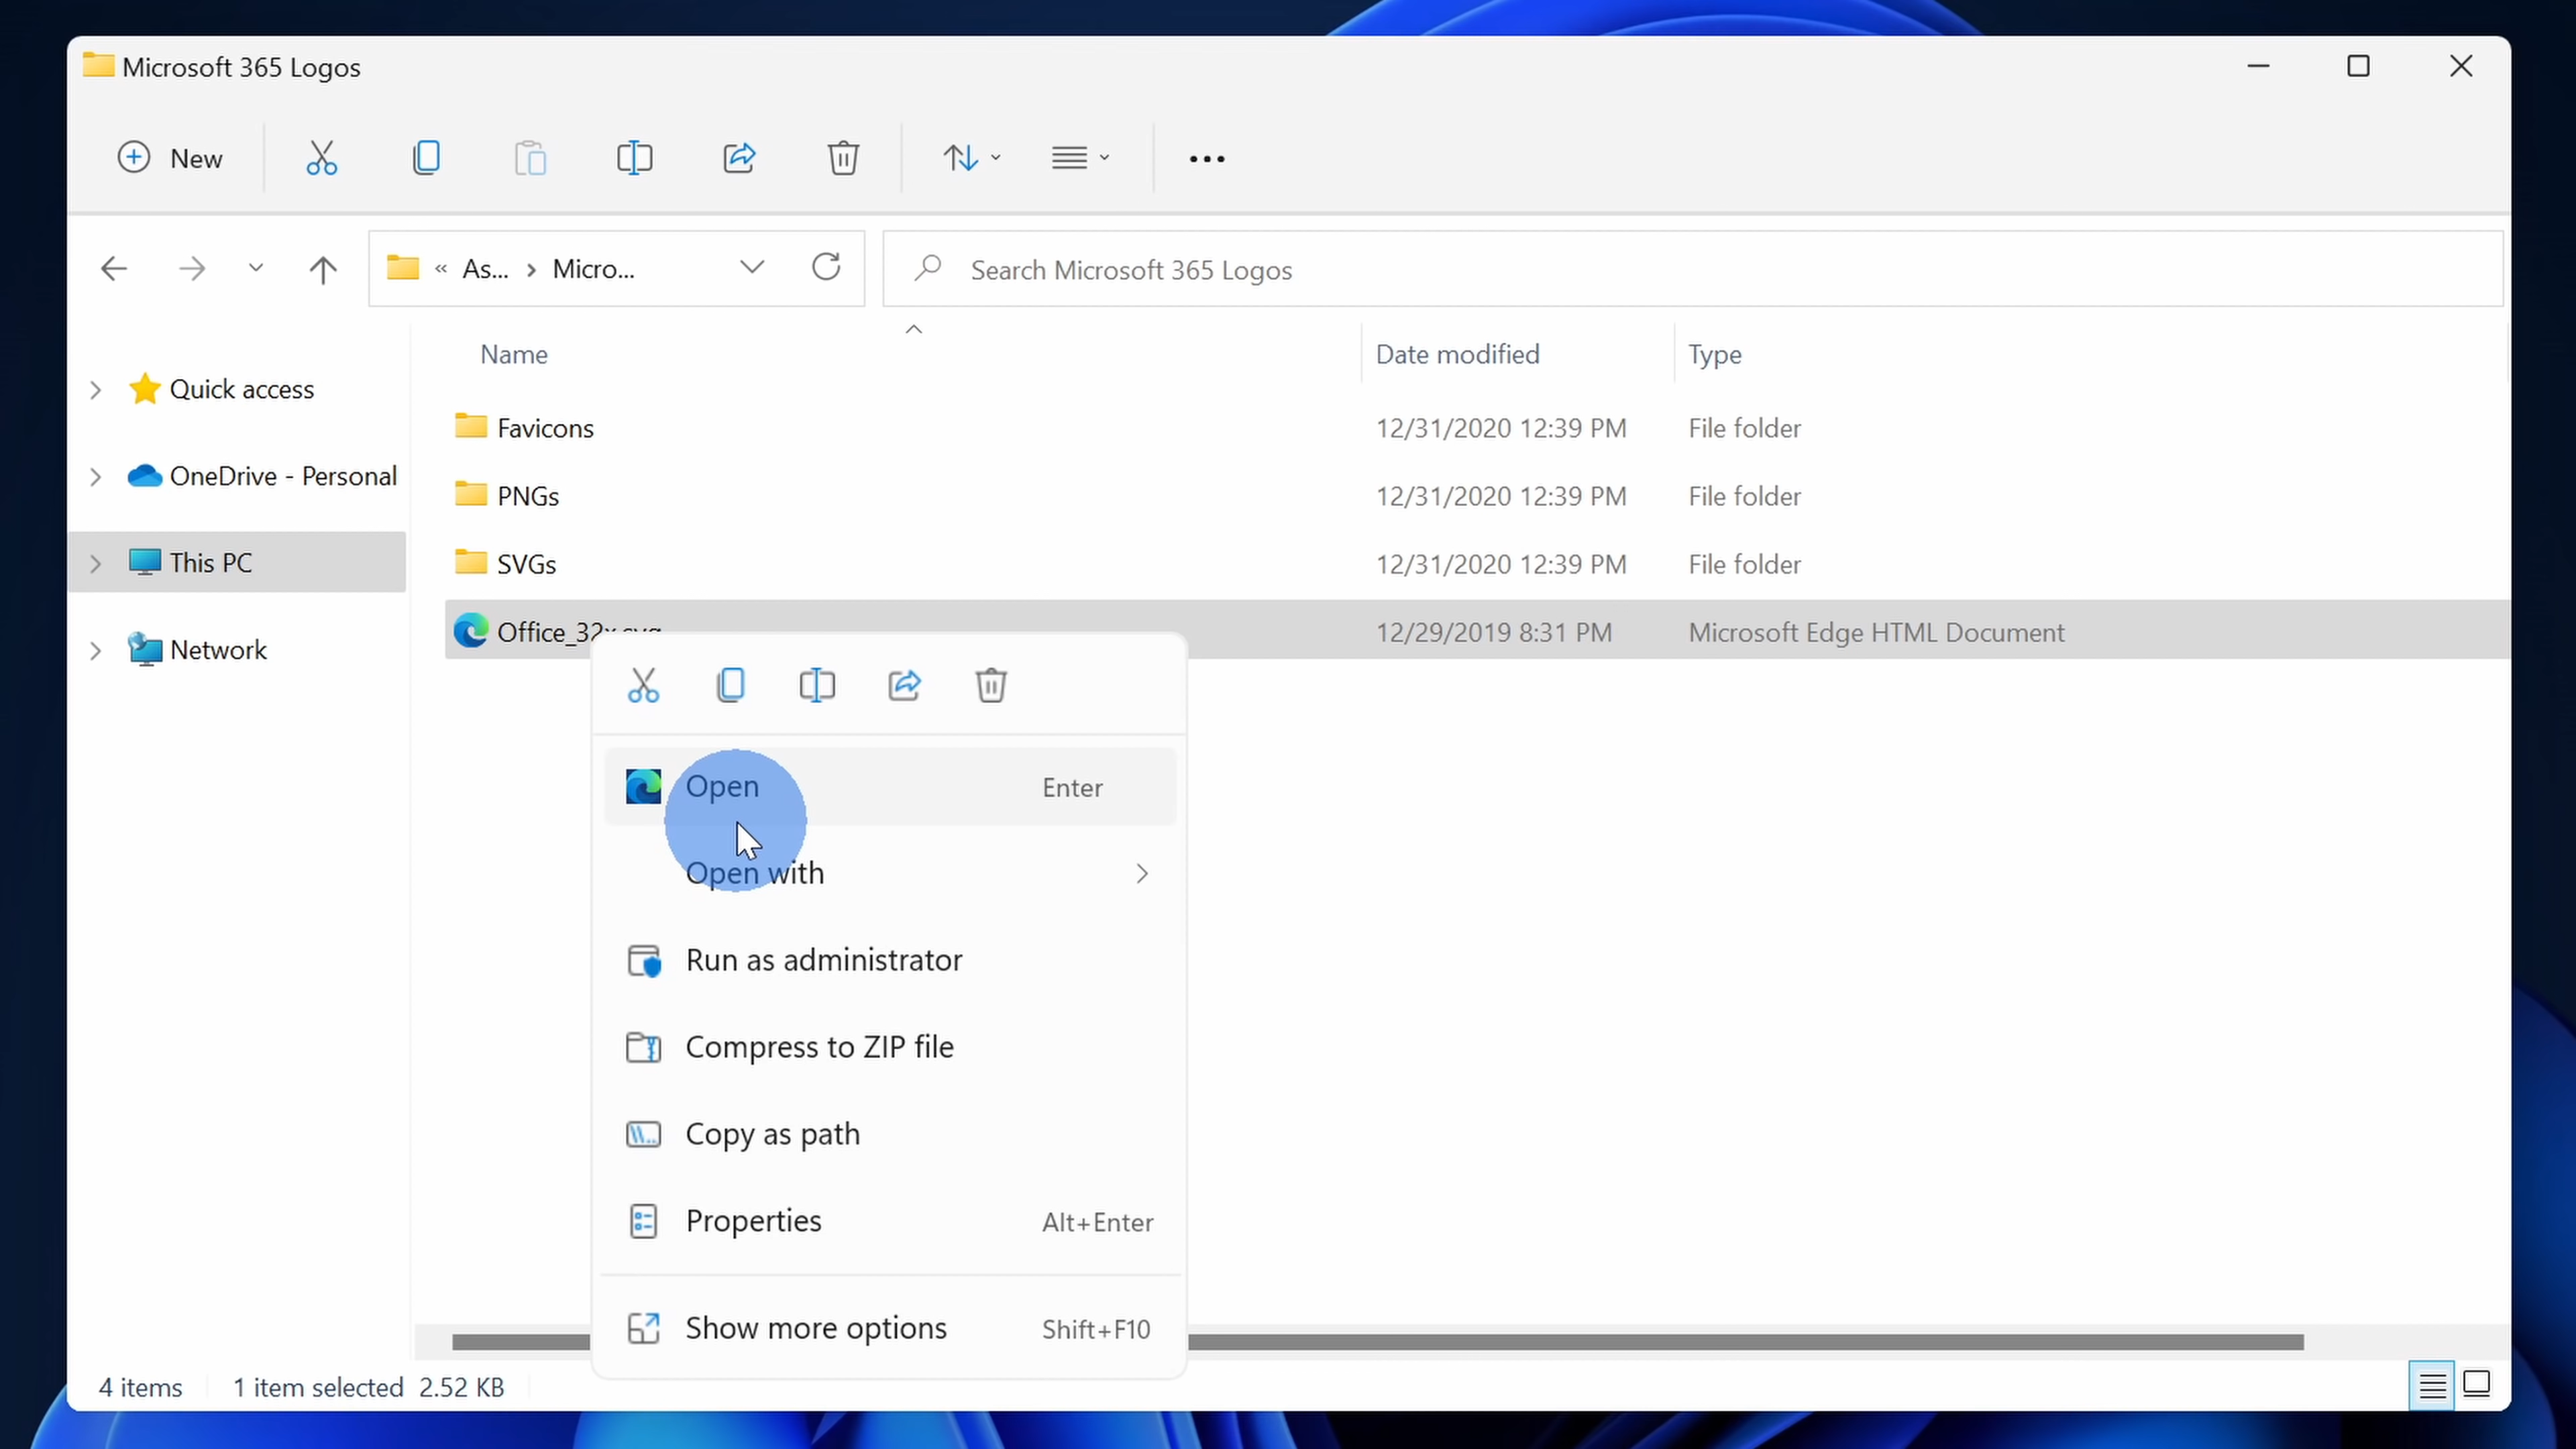 Microsoft 365 Logos
New
« As... › Micro...
Search Microsoft 365 Logos
Name Date modified Type
Quick access
OneDrive - Personal
This PC
Network
Favicons 12/31/2020 12:39 PM File folder
PNGs 12/31/2020 12:39 PM File folder
SVGs 12/31/2020 12:39 PM File folder
Office_32x.svg 12/29/2019 8:31 PM Microsoft Edge HTML Document
Open Enter
Open with
Run as administrator
Compress to ZIP file
Copy as path
Properties Alt+Enter
Show more options Shift+F10
4 items 1 item selected 2.52 KB